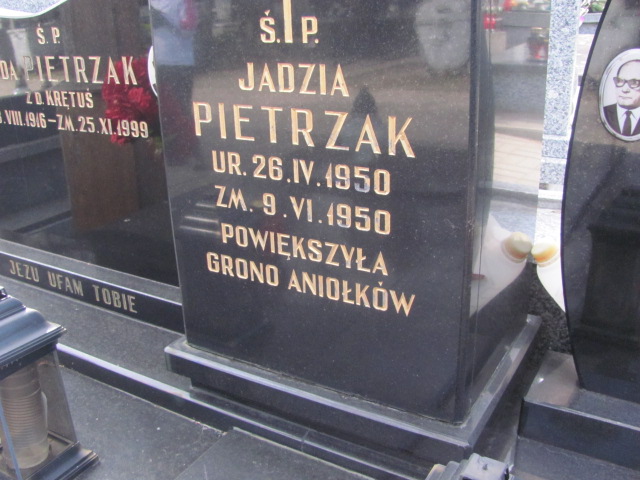 Ś.P.
PIETRZAK
Z D. KRĘTUŚ
VIII.1916 – ZM. 25.XI.1999
JEZU UFAM TOBIE
Ś.P.
JADZIA
PIETRZAK
UR. 26.IV.1950
ZM. 9.VI.1950
POWIĘKSZYŁA
GRONO ANIOŁKÓW